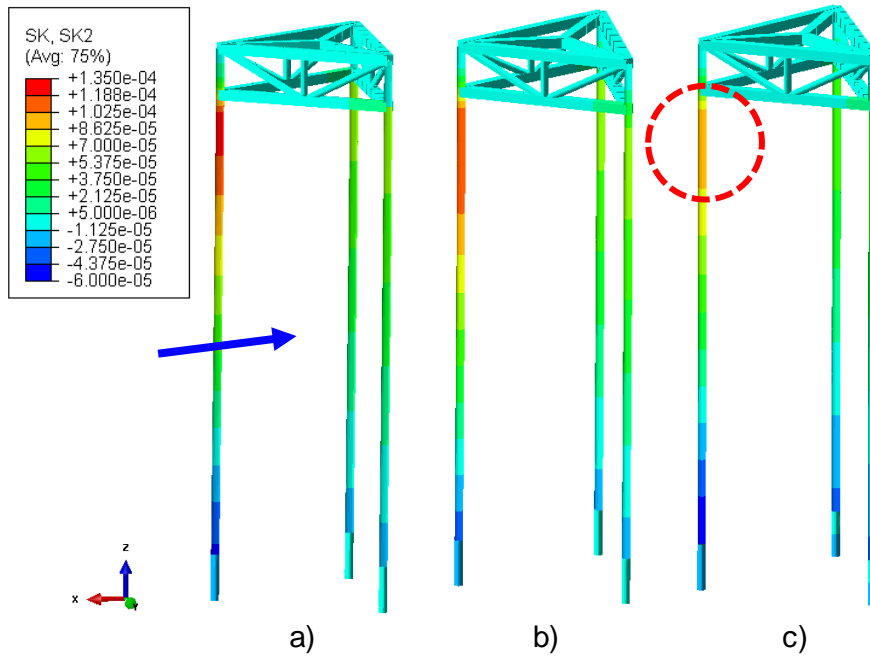 SK, SK2
(Avg: 75%)
+1.350e-04
+1.188e-04
+1.025e-04
+8.625e-05
+7.000e-05
+5.375e-05
+3.750e-05
+2.125e-05
+5.000e-06
-1.125e-05
-2.750e-05
-4.375e-05
-6.000e-05
Z
X
Y
a)
b)
c)